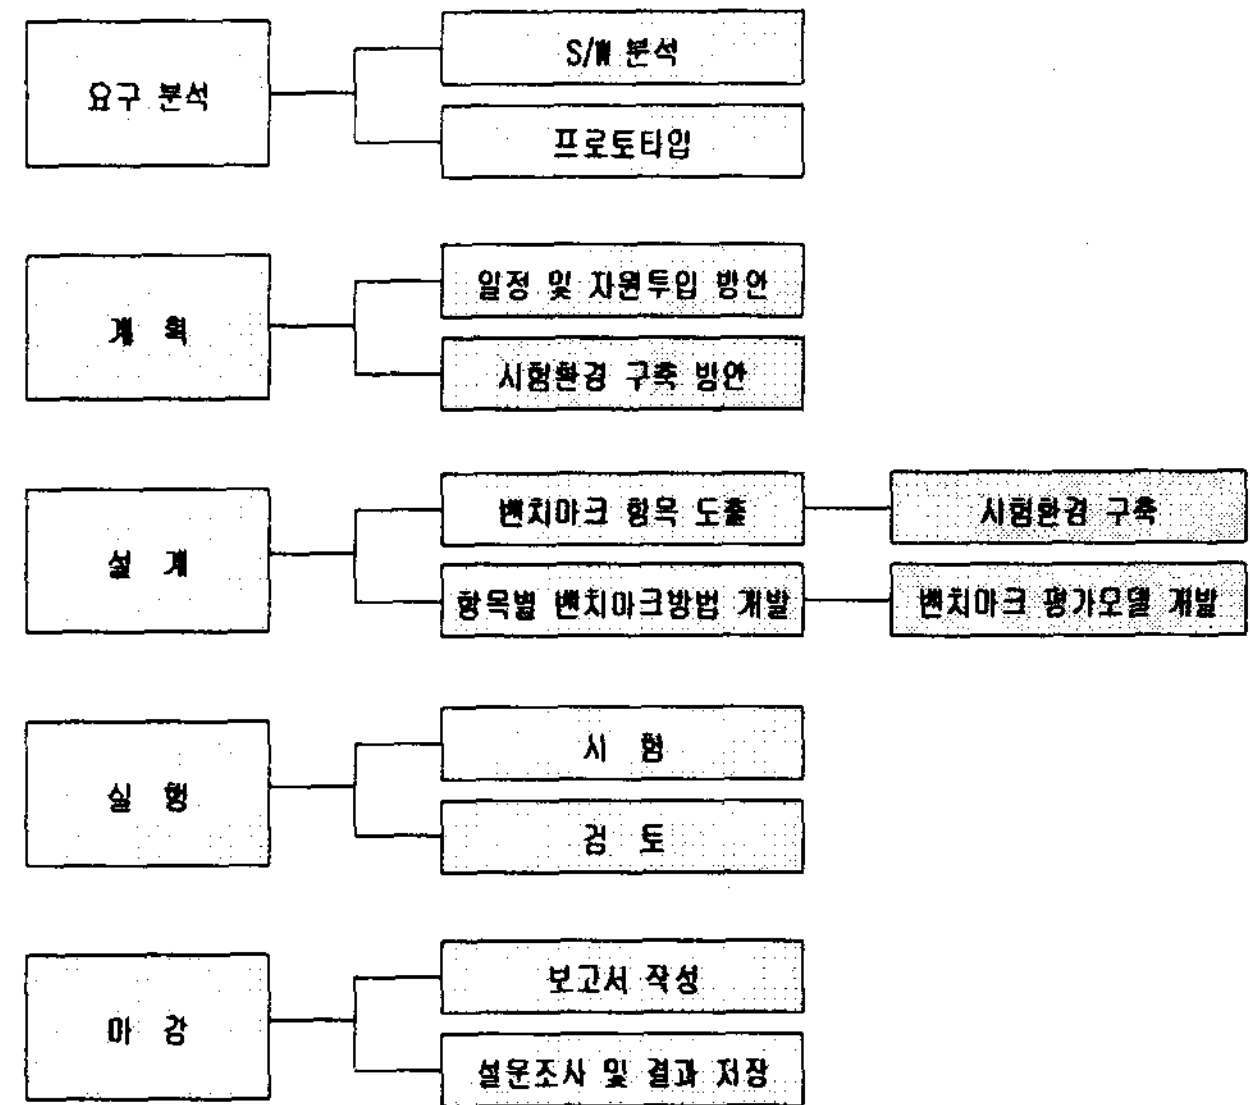 요구 분석
S/W 분석
프로토타입
계 획
일정 및 자원투입 방안
시험환경 구축 방안
설 계
벤치마크 항목 도출
시험환경 구축
항목별 벤치마크방법 개발
벤치마크 평가모델 개발
실 행
시 험
검 토
마 감
보고서 작성
설문조사 및 결과 저장